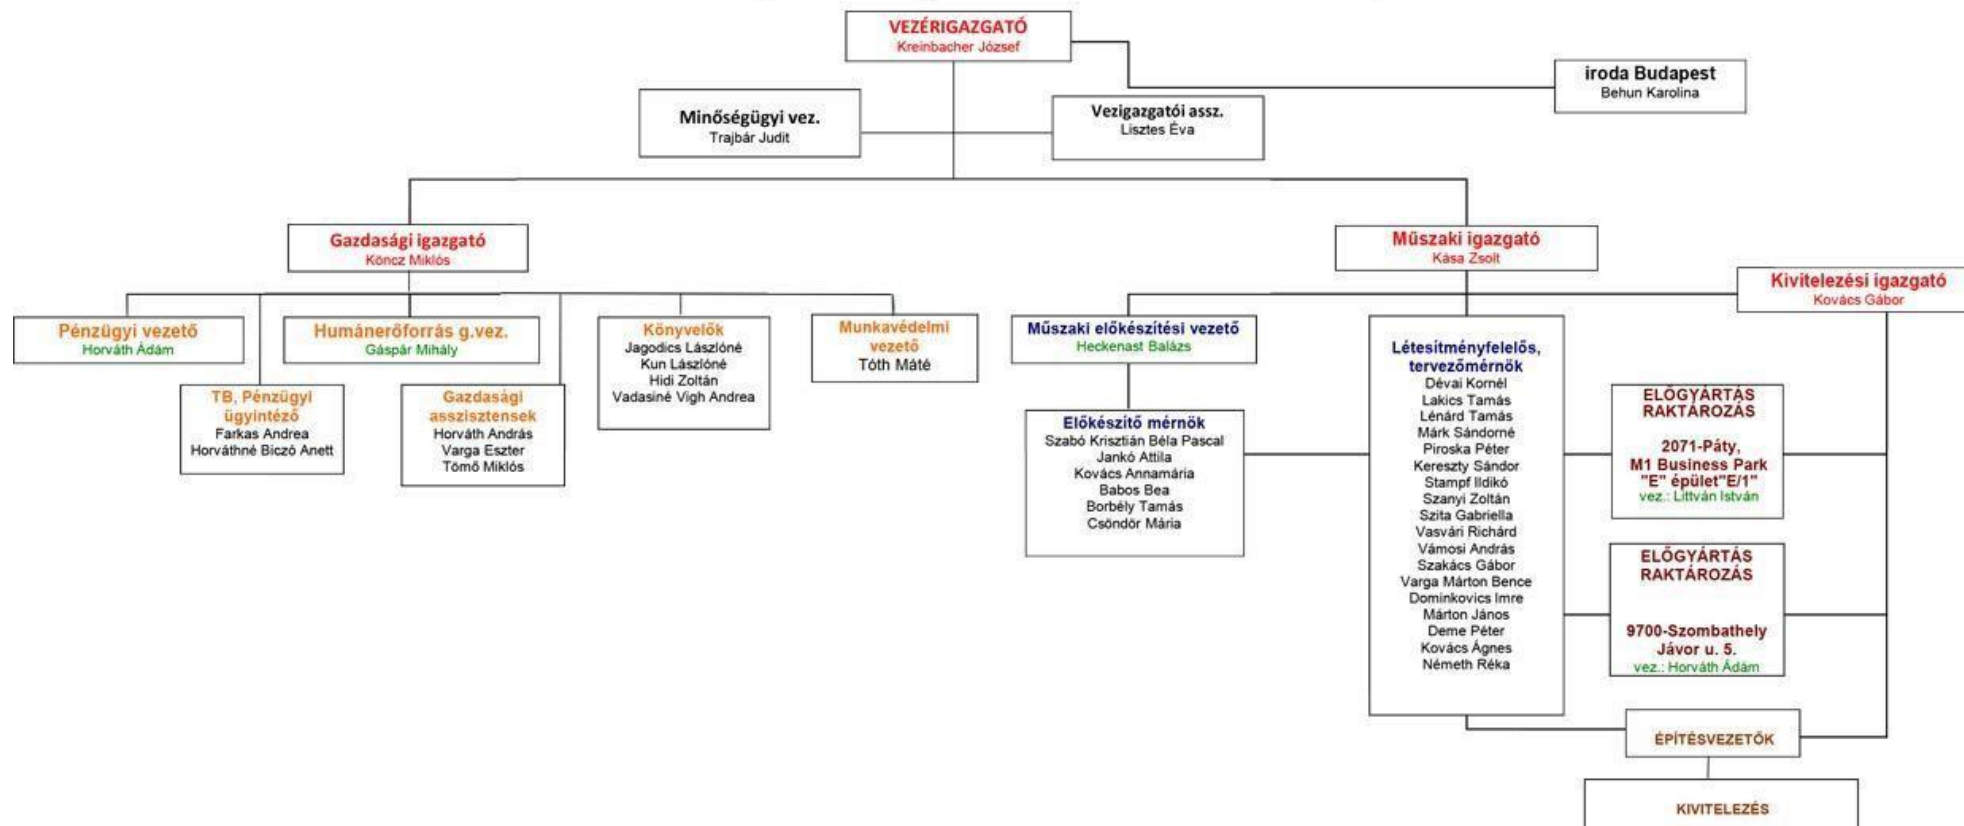 VEZÉRIGAZGATÓ
Kreinbacher József
iroda Budapest
Behun Karolina
Minőségügyi vez.
Trajbár Judit
Vezigazgatói assz.
Lisztes Éva
Gazdasági igazgató
Köncz Miklós
Műszaki igazgató
Kása Zsolt
Kivitelezési igazgató
Kovács Gábor
Pénzügyi vezető
Horváth Ádám
Humánerőforrás g.vez.
Gáspár Mihály
Könyvelők
Jagodics Lászlóné
Kun Lászlóné
Hidi Zoltán
Vadasiné Vigh Andrea
Munkavédelmi
vezető
Tóth Máté
TB, Pénzügyi
ügyintéző
Farkas Andrea
Horváthné Biczó Anett
Gazdasági
asszisztensek
Horváth András
Varga Eszter
Tömő Miklós
Műszaki előkészítési vezető
Heckenast Balázs
Előkészítő mérnök
Szabó Krisztián Béla Pascal
Jankó Attila
Kovács Annamária
Babos Bea
Borbély Tamás
Csöndör Mária
Létesítményfelelős,
tervezőmérnök
Dévai Kornél
Lakics Tamás
Lénárd Tamás
Márk Sándorné
Piroska Péter
Kereszty Sándor
Stampf Ildikó
Szanyi Zoltán
Szita Gabriella
Vasvári Richárd
Vámosi András
Szakács Gábor
Varga Márton Bence
Dominkovics Imre
Márton János
Deme Péter
Kovács Ágnes
Németh Réka
ELŐGYÁRTÁS
RAKTÁROZÁS
2071-Páty,
M1 Business Park
"E" épület"E/1"
vez.: Littván István
ELŐGYÁRTÁS
RAKTÁROZÁS
9700-Szombathely
Jávor u. 5.
vez.: Horváth Ádám
ÉPÍTÉSVEZETŐK
KIVITELEZÉS